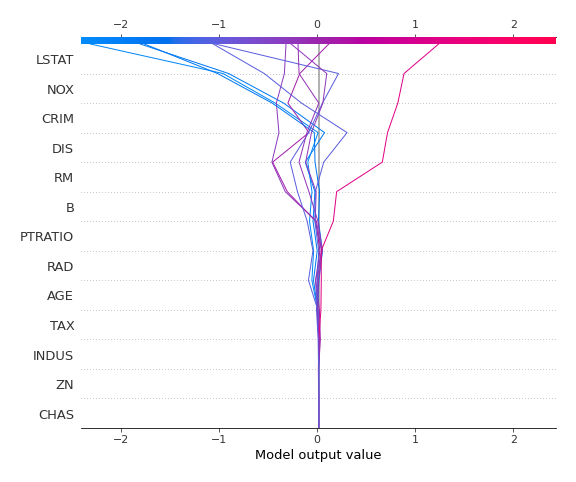 −2 −1 0 1 2
LSTAT
NOX
CRIM
DIS
RM
B
PTRATIO
RAD
AGE
TAX
INDUS
ZN
CHAS
−2 −1 0 1 2
Model output value